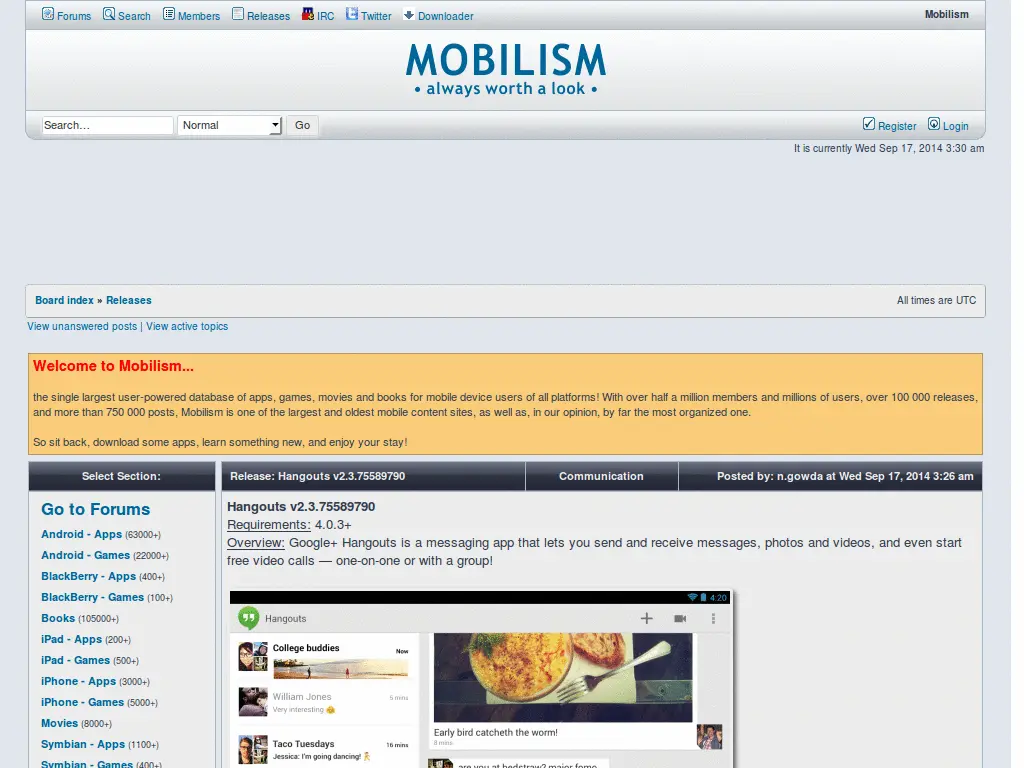 Forums Search Members Releases IRC Twitter Downloader Mobilism
MOBILISM
• always worth a look •
Search… Normal Go Register Login
It is currently Wed Sep 17, 2014 3:30 am
Board index » Releases All times are UTC
View unanswered posts | View active topics
Welcome to Mobilism...
the single largest user-powered database of apps, games, movies and books for mobile device users of all platforms! With over half a million members and millions of users, over 100 000 releases,
and more than 750 000 posts, Mobilism is one of the largest and oldest mobile content sites, as well as, in our opinion, by far the most organized one.
So sit back, download some apps, learn something new, and enjoy your stay!
Select Section: Release: Hangouts v2.3.75589790 Communication Posted by: n.gowda at Wed Sep 17, 2014 3:26 am
Go to Forums
Android - Apps (63000+)
Android - Games (22000+)
BlackBerry - Apps (400+)
BlackBerry - Games (100+)
Books (105000+)
iPad - Apps (200+)
iPad - Games (500+)
iPhone - Apps (3000+)
iPhone - Games (5000+)
Movies (8000+)
Symbian - Apps (1100+)
Symbian - Games (400+)
Hangouts v2.3.75589790
Requirements: 4.0.3+
Overview: Google+ Hangouts is a messaging app that lets you send and receive messages, photos and videos, and even start
free video calls — one-on-one or with a group!
4:20
Hangouts
College buddies Now
William Jones 5 mins
Very interesting
Taco Tuesdays 16 mins
Jessica: I'm going dancing!
Early bird catcheth the worm!
8 mins
are you at bedstraw? major fomo